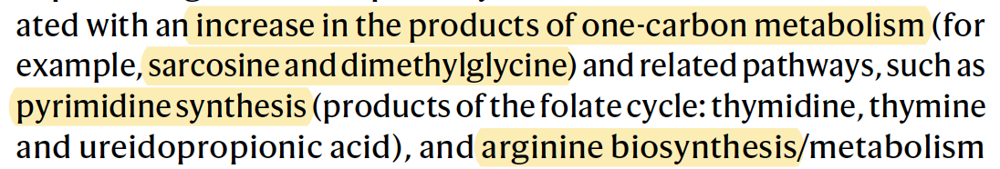 ated with an increase in the products of one-carbon metabolism (for
example, sarcosine and dimethylglycine) and related pathways, such as
pyrimidine synthesis (products of the folate cycle: thymidine, thymine
and ureidopropionic acid), and arginine biosynthesis/metabolism